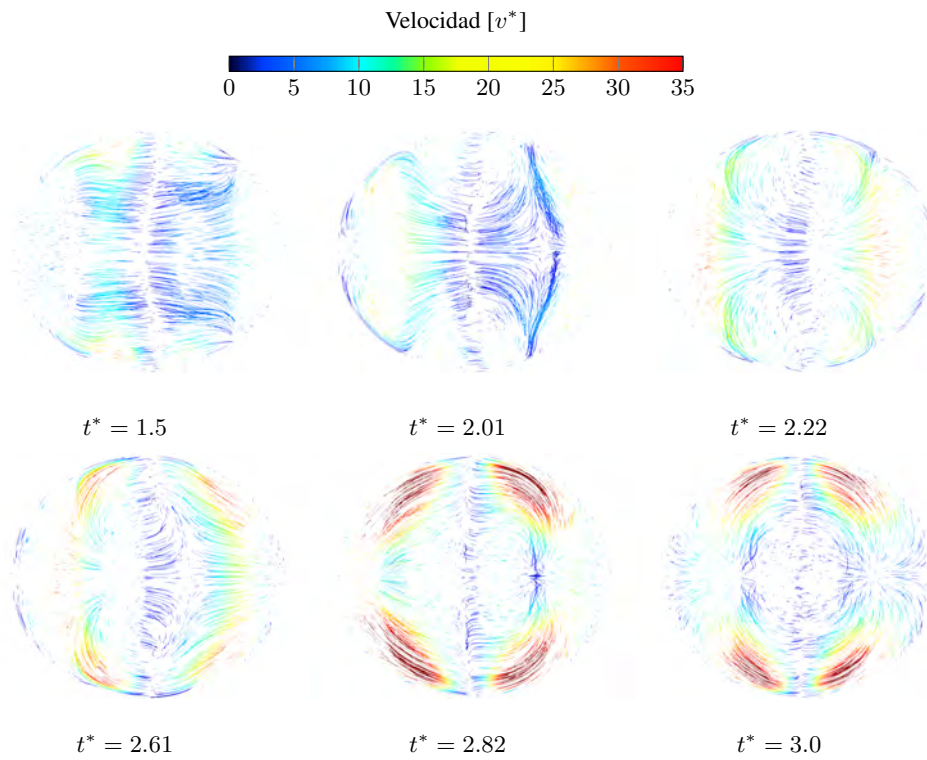 Velocidad [v*]
0 5 10 15 20 25 30 35
t* = 1.5 t* = 2.01 t* = 2.22
t* = 2.61 t* = 2.82 t* = 3.0